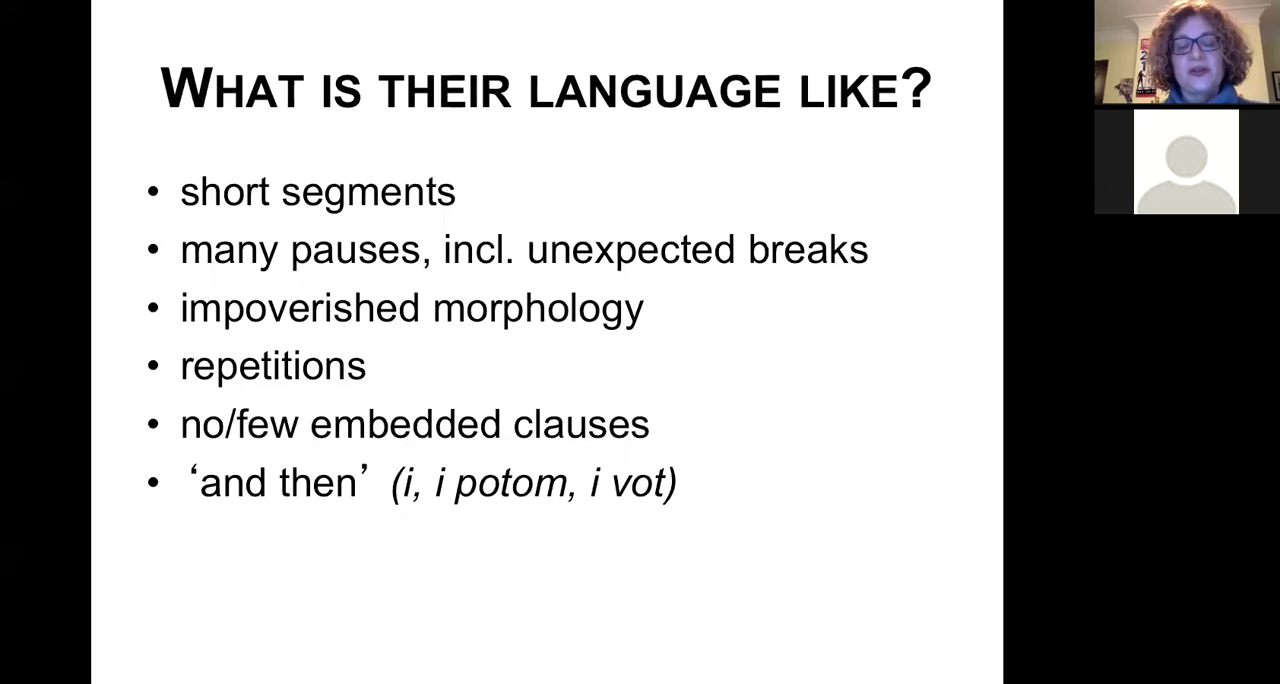 WHAT IS THEIR LANGUAGE LIKE?
• short segments
• many pauses, incl. unexpected breaks
• impoverished morphology
• repetitions
• no/few embedded clauses
• ‘and then’ (i, i potom, i vot)